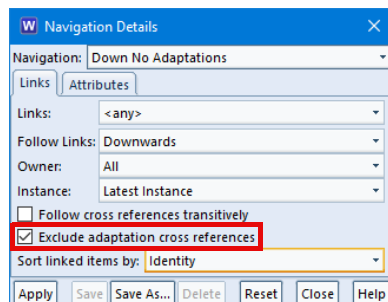 W Navigation Details
Navigation: Down No Adaptations
Links Attributes
Links: <any>
Follow Links: Downwards
Owner: All
Instance: Latest Instance
Follow cross references transitively
Exclude adaptation cross references
Sort linked items by: Identity
Apply Save Save As... Delete Reset Close Help